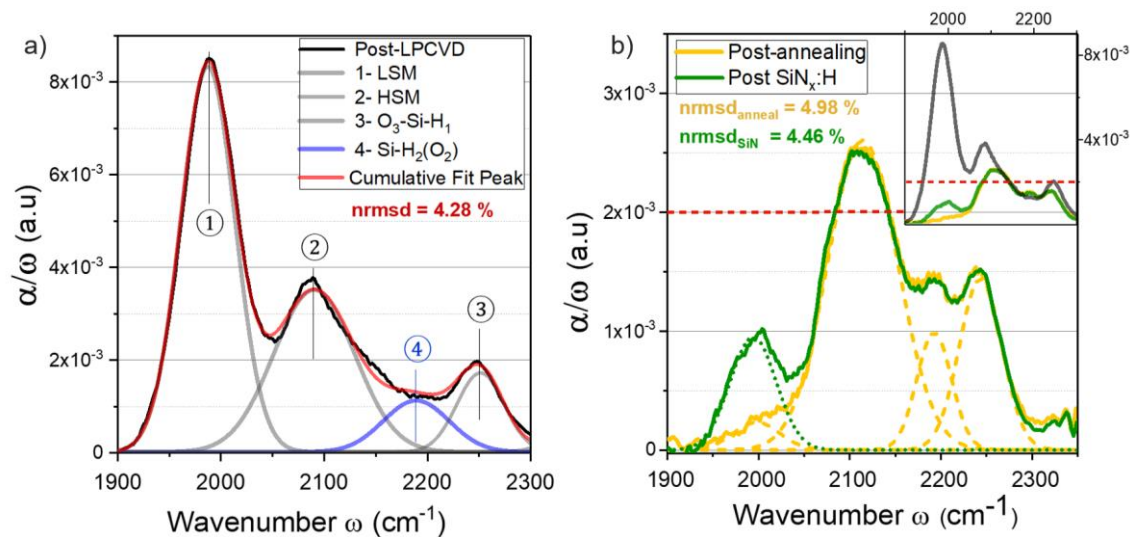 a)
Post-LPCVD
1- LSM
2- HSM
3- O₃-Si-H₁
4- Si-H₂(O₂)
Cumulative Fit Peak
nrmsd = 4.28 %
①
②
③
④
8x10⁻³
6x10⁻³
4x10⁻³
2x10⁻³
0
α/ω (a.u)
1900 2000 2100 2200 2300
Wavenumber ω (cm⁻¹)
b)
Post-annealing
Post SiNₓ:H
nrmsd_anneal = 4.98 %
nrmsd_SiN = 4.46 %
2000 2200
8x10⁻³
4x10⁻³
3x10⁻³
2x10⁻³
1x10⁻³
0
α/ω (a.u)
1900 2000 2100 2200 2300
Wavenumber ω (cm⁻¹)